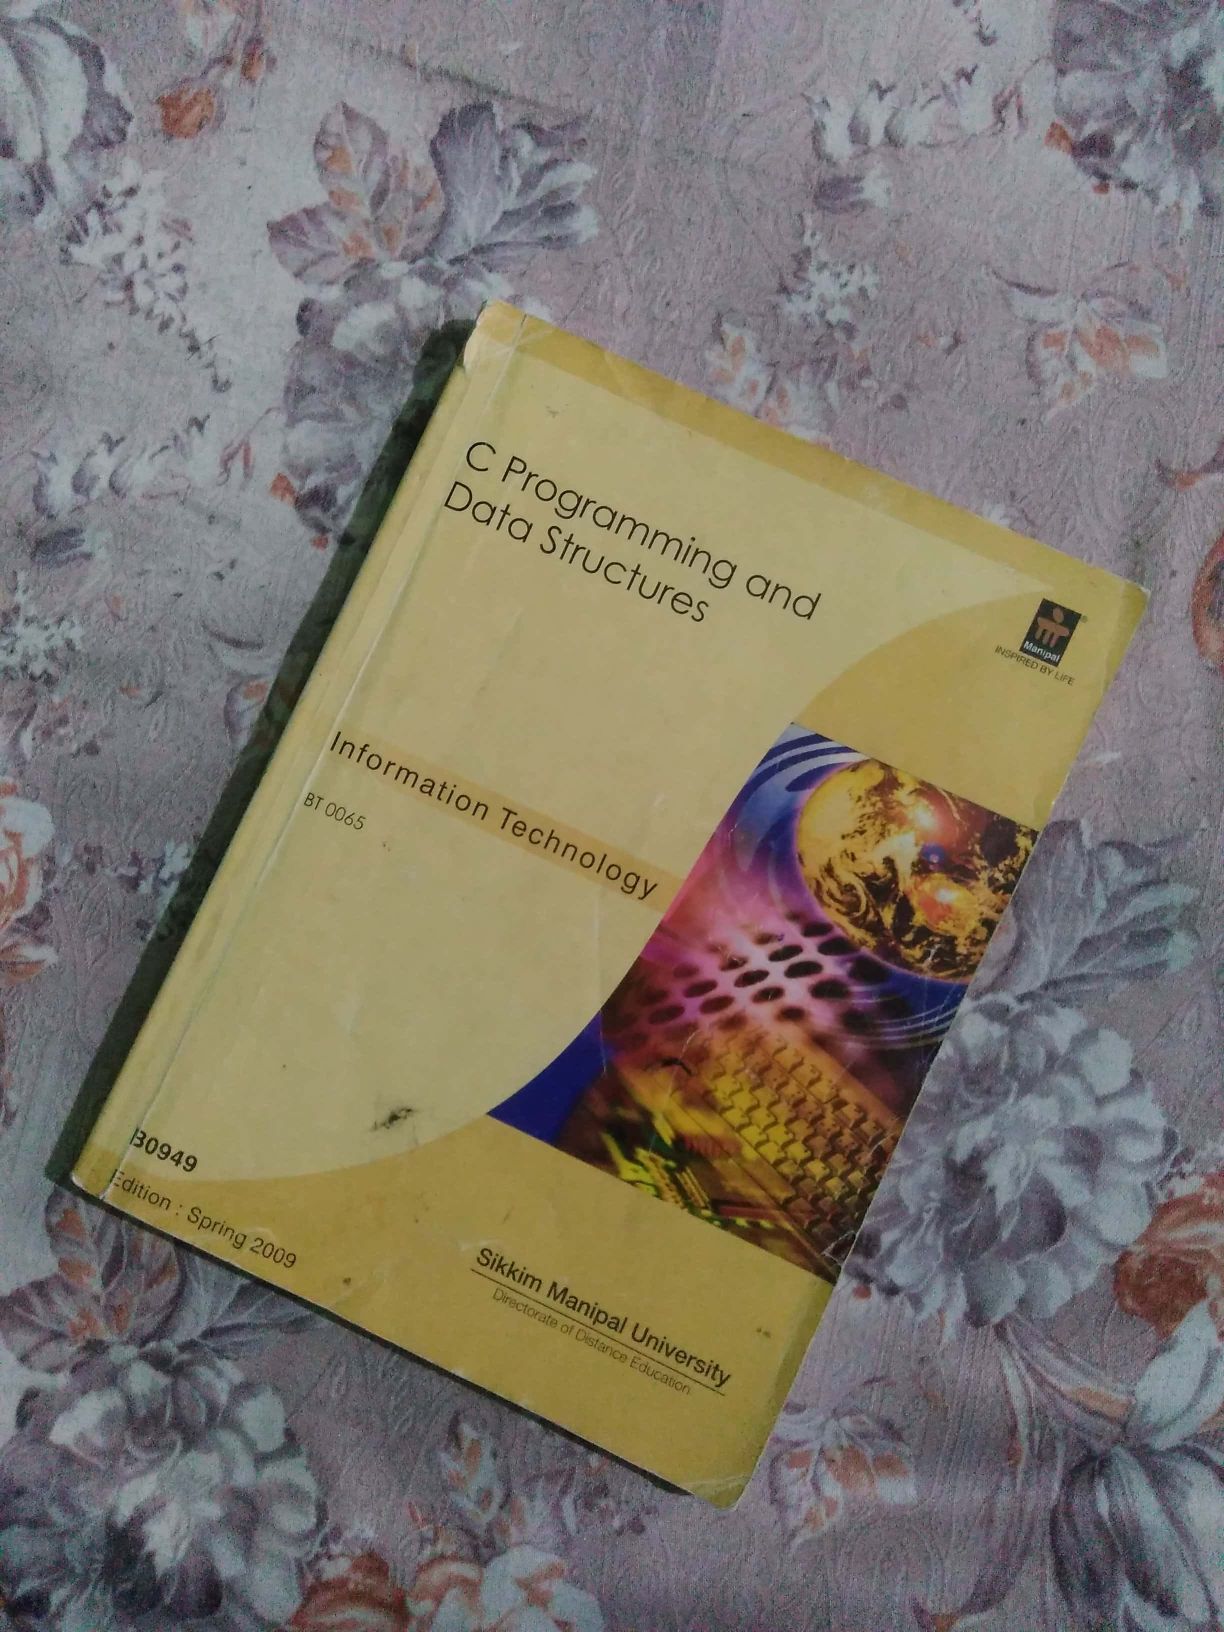 C Programming and
Data Structures
Manipal
INSPIRED BY LIFE
Information Technology
BT 0065
B0949
Edition : Spring 2009
Sikkim Manipal University
Directorate of Distance Education